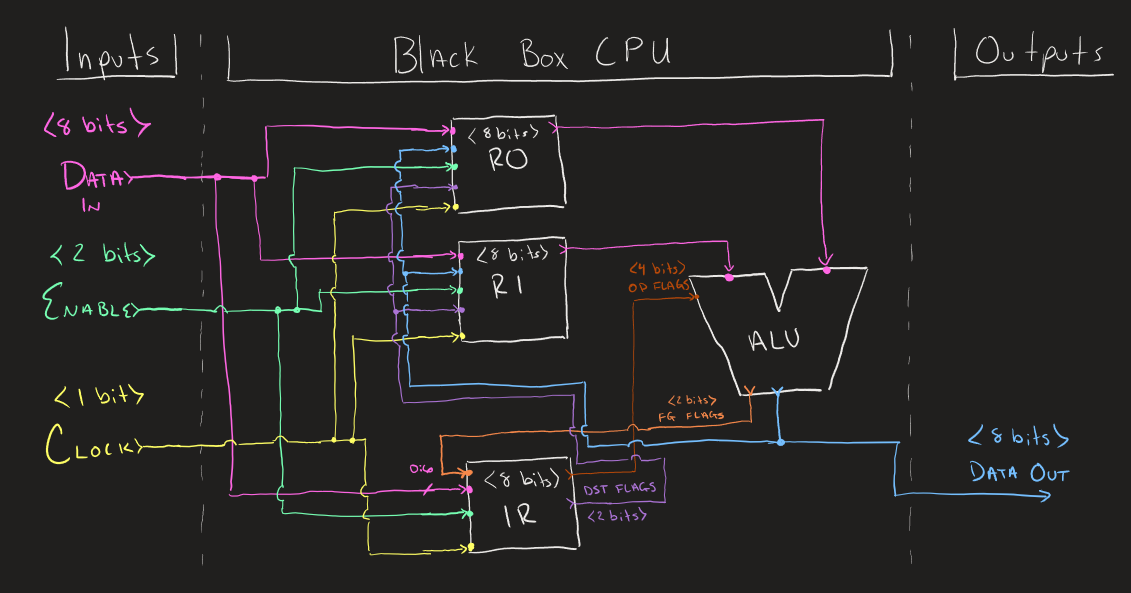 Inputs
Black Box CPU
Outputs
<8 bits>
DATA
IN
<2 bits>
ENABLE
<1 bit>
CLOCK
<8 bits>
R0
<8 bits>
R1
<4 bits>
OP FLAGS
ALU
<2 bits>
FG FLAGS
0:6
<8 bits>
IR
DST FLAGS
<2 bits>
<8 bits>
DATA OUT